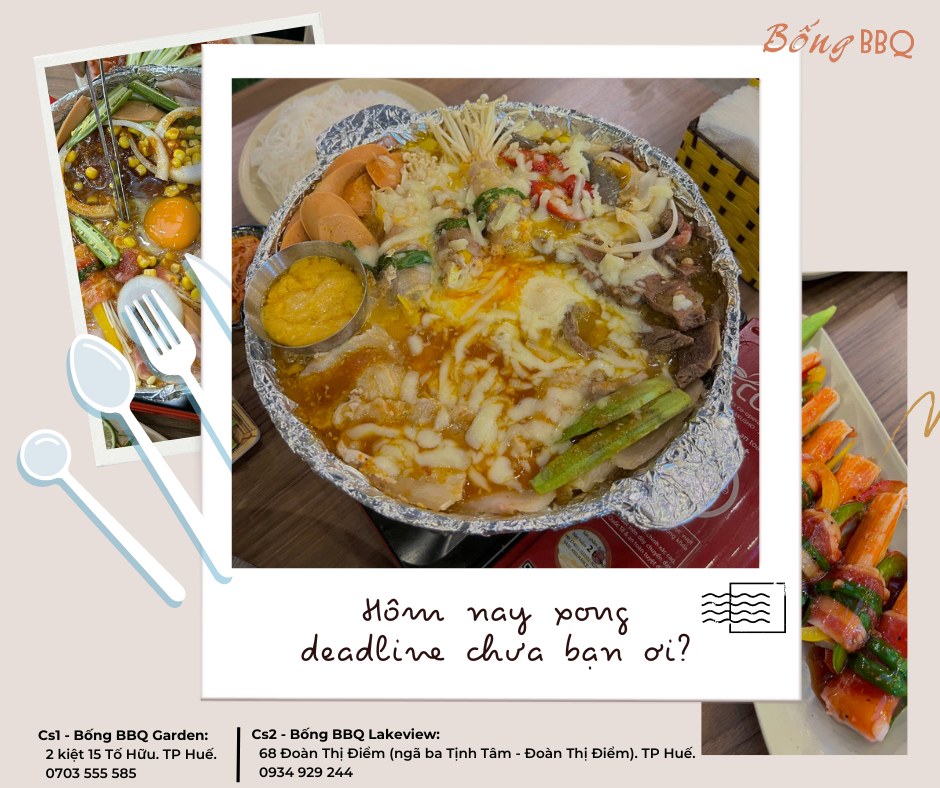 Bống BBQ
Hôm nay xong
deadline chưa bạn ơi?
Cs1 - Bống BBQ Garden:
2 kiệt 15 Tố Hữu. TP Huế.
0703 555 585
Cs2 - Bống BBQ Lakeview:
68 Đoàn Thị Điểm (ngã ba Tịnh Tâm - Đoàn Thị Điểm). TP Huế.
0934 929 244